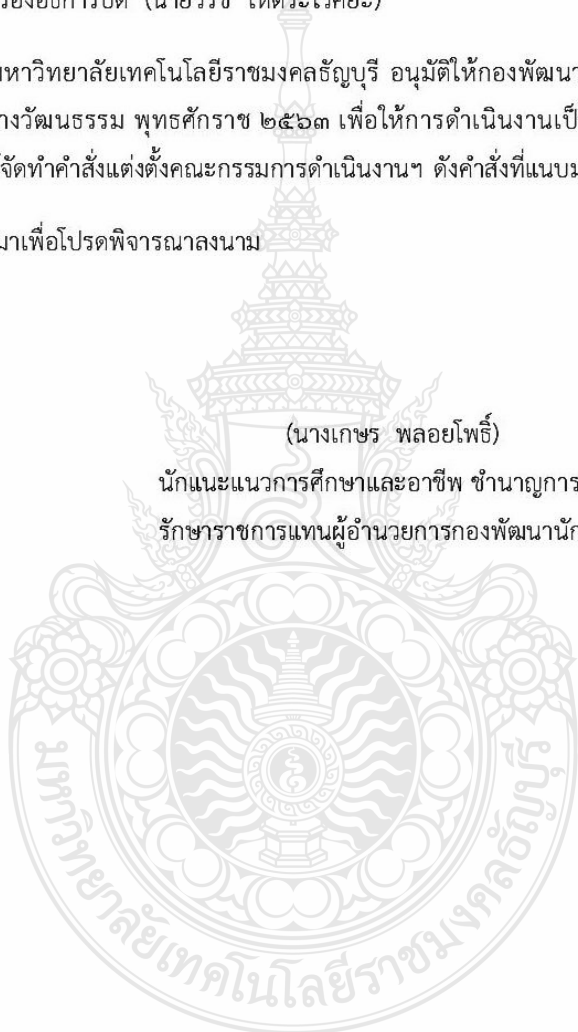 มหาวิทยาลัยเทคโนโลยีราชมงคลธัญบุรี อนุมัติให้กองพัฒนา
างวัฒนธรรม พุทธศักราช ๒๕๖๓ เพื่อให้การดำเนินงานเป็
จัดทำคำสั่งแต่งตั้งคณะกรรมการดำเนินงานฯ ดังคำสั่งที่แนบม
มาเพื่อโปรดพิจารณาลงนาม
(นางเกษร พลอยโพธิ์)
นักแนะแนวการศึกษาและอาชีพ ชำนาญการ
รักษาราชการแทนผู้อำนวยการกองพัฒนานัก
มหาวิทยาลัยเทคโนโลยีราชมงคลธัญบุรี